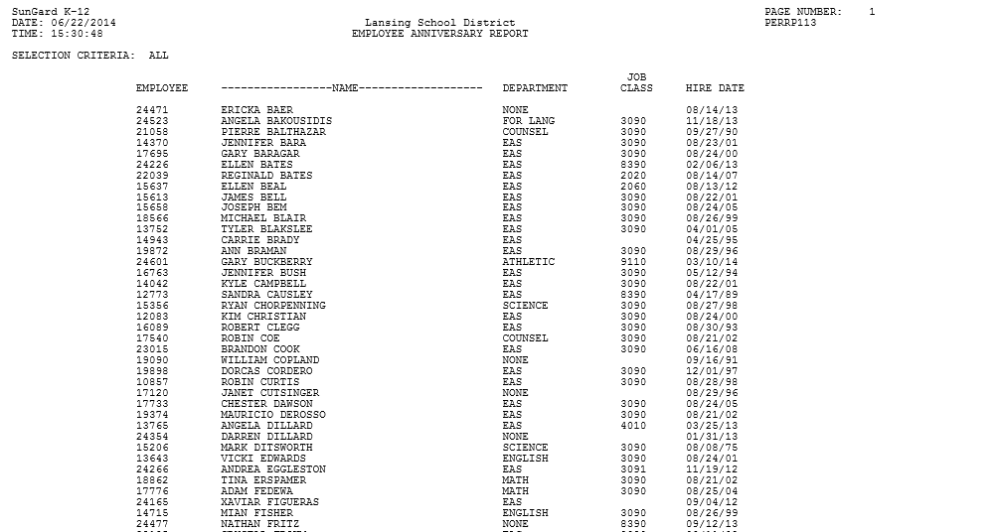 SunGard K-12 PAGE NUMBER: 1
DATE: 06/22/2014 Lansing School District PERRP113
TIME: 15:30:48 EMPLOYEE ANNIVERSARY REPORT
SELECTION CRITERIA: ALL
JOB
EMPLOYEE -----------------NAME------------------- DEPARTMENT CLASS HIRE DATE
24471 ERICKA BAER NONE 08/14/13
24523 ANGELA BAKOUSIDIS FOR LANG 3090 11/18/13
21058 PIERRE BALTHAZAR COUNSEL 3090 09/27/90
14370 JENNIFER BARA EAS 3090 08/23/01
17695 GARY BARAGAR EAS 3090 08/24/00
24226 ELLEN BATES EAS 8390 02/06/13
22039 REGINALD BATES EAS 2020 08/14/07
15637 ELLEN BEAL EAS 2060 08/13/12
15613 JAMES BELL EAS 3090 08/22/01
15658 JOSEPH BEM EAS 3090 08/24/05
18566 MICHAEL BLAIR EAS 3090 08/26/99
13752 TYLER BLAKSLEE EAS 3090 04/01/05
14943 CARRIE BRADY EAS 04/25/95
19872 ANN BRAMAN EAS 3090 08/29/96
24601 GARY BUCKBERRY ATHLETIC 9110 03/10/14
16763 JENNIFER BUSH EAS 3090 05/12/94
14042 KYLE CAMPBELL EAS 3090 08/22/01
12773 SANDRA CAUSLEY EAS 8390 04/17/89
15356 RYAN CHORPENNING SCIENCE 3090 08/27/98
12083 KIM CHRISTIAN EAS 3090 08/24/00
16089 ROBERT CLEGG EAS 3090 08/30/93
17540 ROBIN COE COUNSEL 3090 08/21/02
23015 BRANDON COOK EAS 3090 06/16/08
19090 WILLIAM COPLAND NONE 09/16/91
19898 DORCAS CORDERO EAS 3090 12/01/97
10857 ROBIN CURTIS EAS 3090 08/28/98
17120 JANET CUTSINGER NONE 08/29/96
17733 CHESTER DAWSON EAS 3090 08/24/05
19374 MAURICIO DEROSSO EAS 3090 08/21/02
13765 ANGELA DILLARD EAS 4010 03/25/13
24354 DARREN DILLARD NONE 01/31/13
15206 MARK DITSWORTH SCIENCE 3090 08/08/75
13643 VICKI EDWARDS ENGLISH 3090 08/24/01
24266 ANDREA EGGLESTON EAS 3091 11/19/12
18862 TINA ERSPAMER MATH 3090 08/21/02
17776 ADAM FEDEWA MATH 3090 08/25/04
24165 XAVIAR FIGUERAS EAS 09/04/12
14715 MIAN FISHER ENGLISH 3090 08/26/99
24477 NATHAN FRITZ NONE 8390 09/12/13